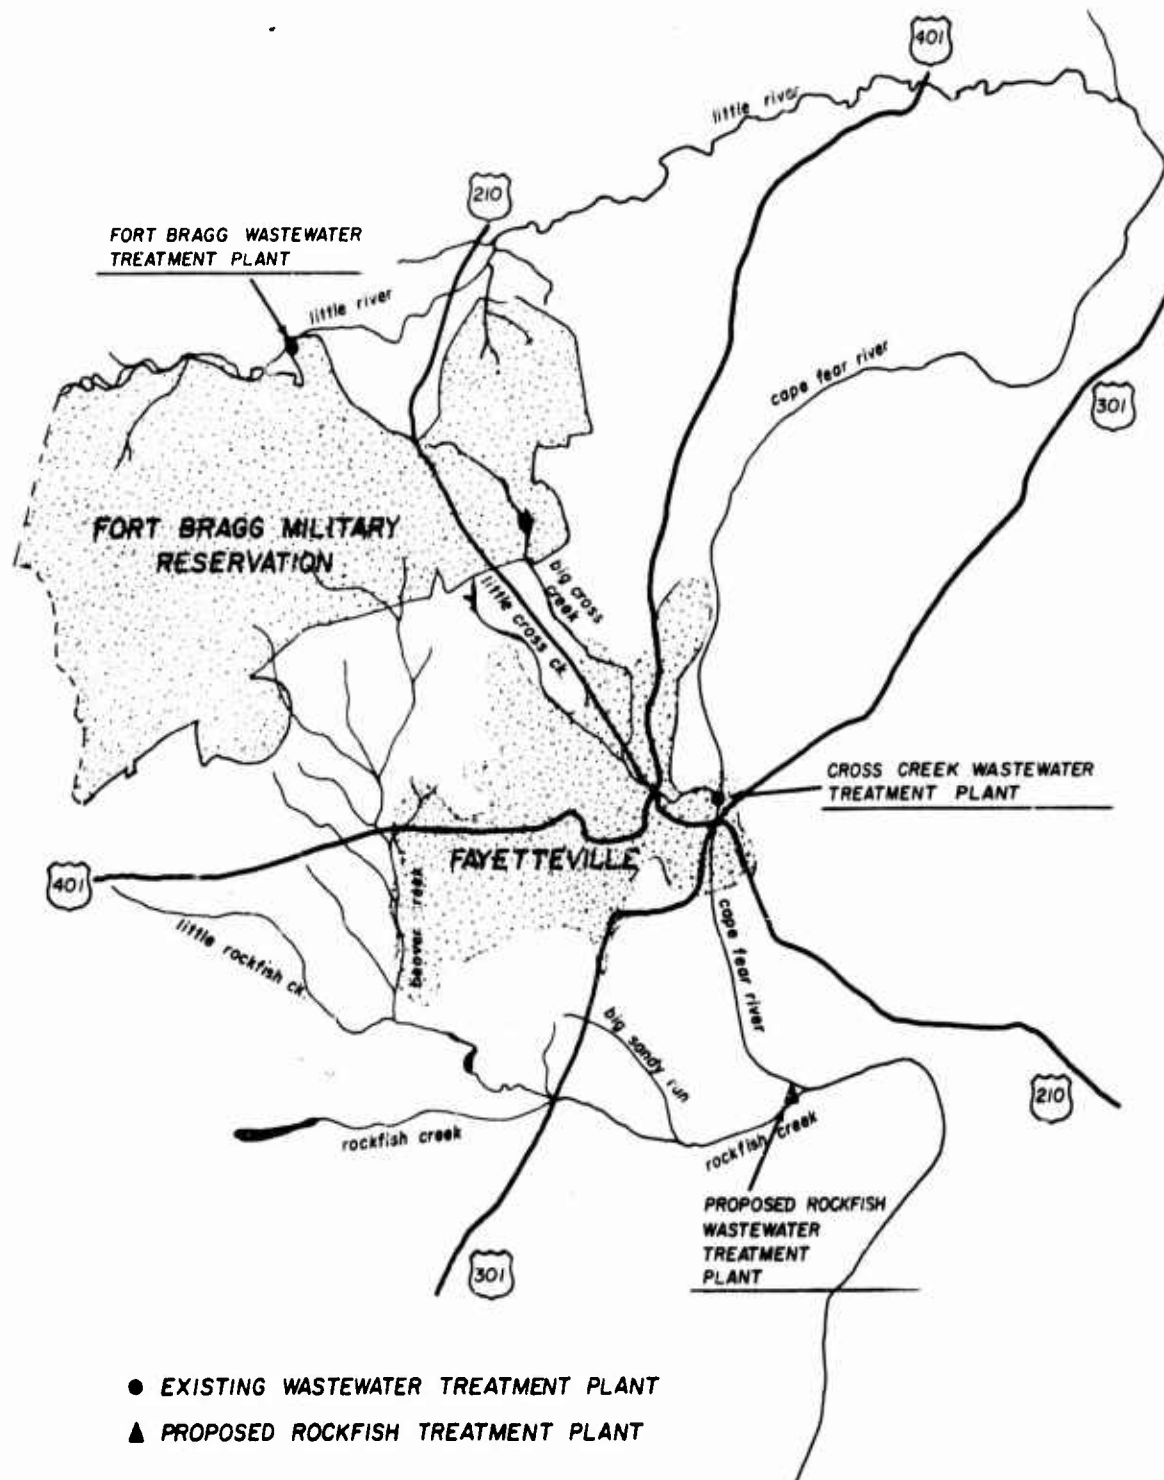 401
little river
210
FORT BRAGG WASTEWATER
TREATMENT PLANT
little river
cape fear river
301
FORT BRAGG MILITARY
RESERVATION
big cross
creek
little cross ck.
CROSS CREEK WASTEWATER
TREATMENT PLANT
FAYETTEVILLE
401
beaver reek
little rockfish ck.
cape fear river
big sandy run
210
rockfish creek
rockfish creek
PROPOSED ROCKFISH
WASTEWATER
TREATMENT
PLANT
301
EXISTING WASTEWATER TREATMENT PLANT
PROPOSED ROCKFISH TREATMENT PLANT